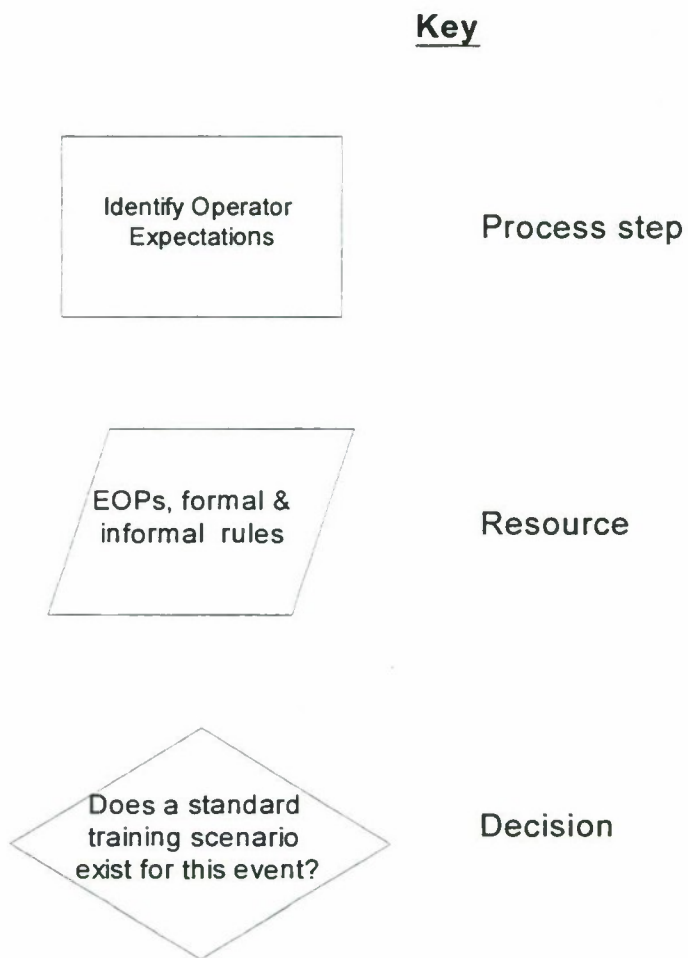 Key
Identify Operator
Expectations
Process step
EOPs, formal &
informal rules
Resource
Does a standard
training scenario
exist for this event?
Decision